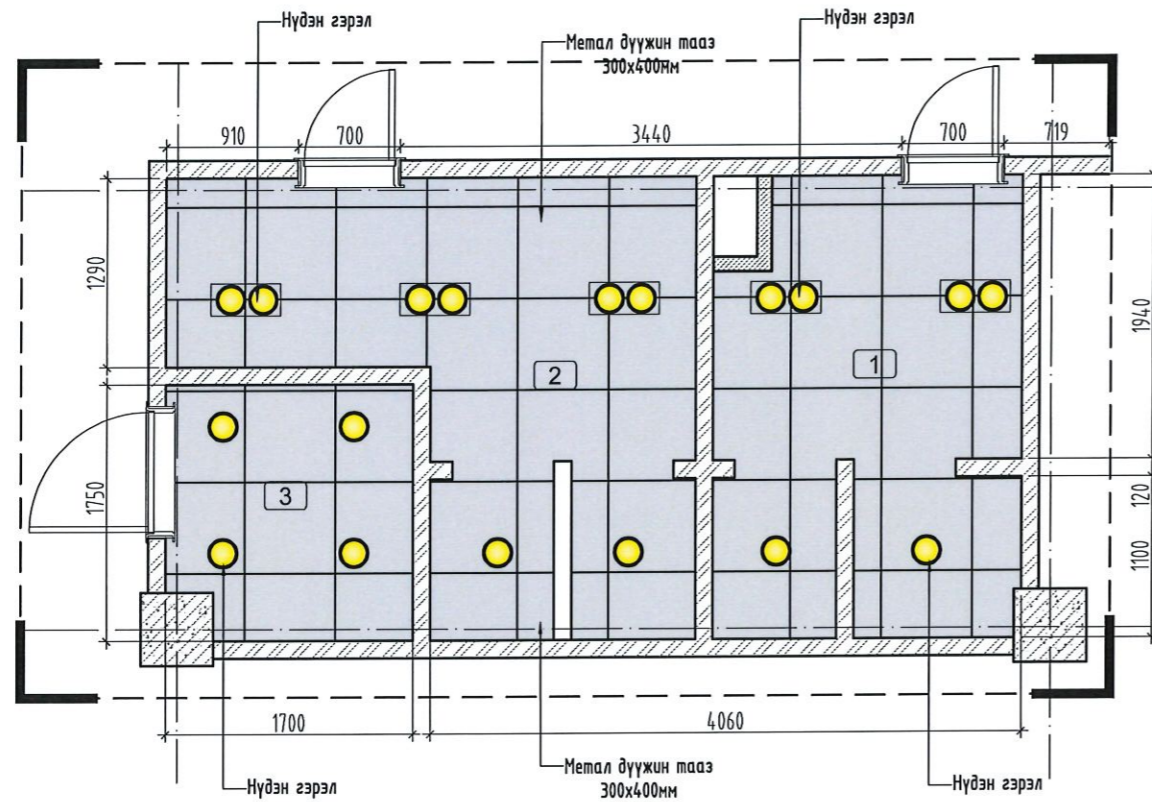 Нүдэн гэрэл
Нүдэн гэрэл
Метал дүүжин тааз
300х400мм
910
700
3440
700
719
1290
1940
2
1
1750
3
120
1100
1700
4060
Нүдэн гэрэл
Метал дүүжин тааз
300х400мм
Нүдэн гэрэл